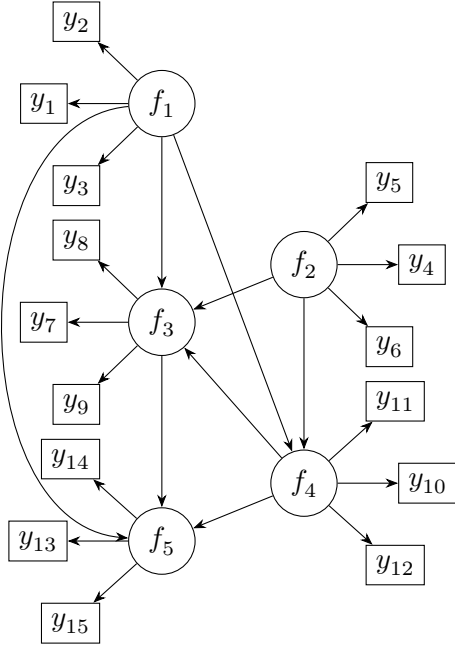 y₂
y₁
f₁
y₃
y₅
y₈
f₂
y₄
y₇
f₃
y₆
y₉
y₁₁
y₁₄
f₄
y₁₀
y₁₃
f₅
y₁₂
y₁₅